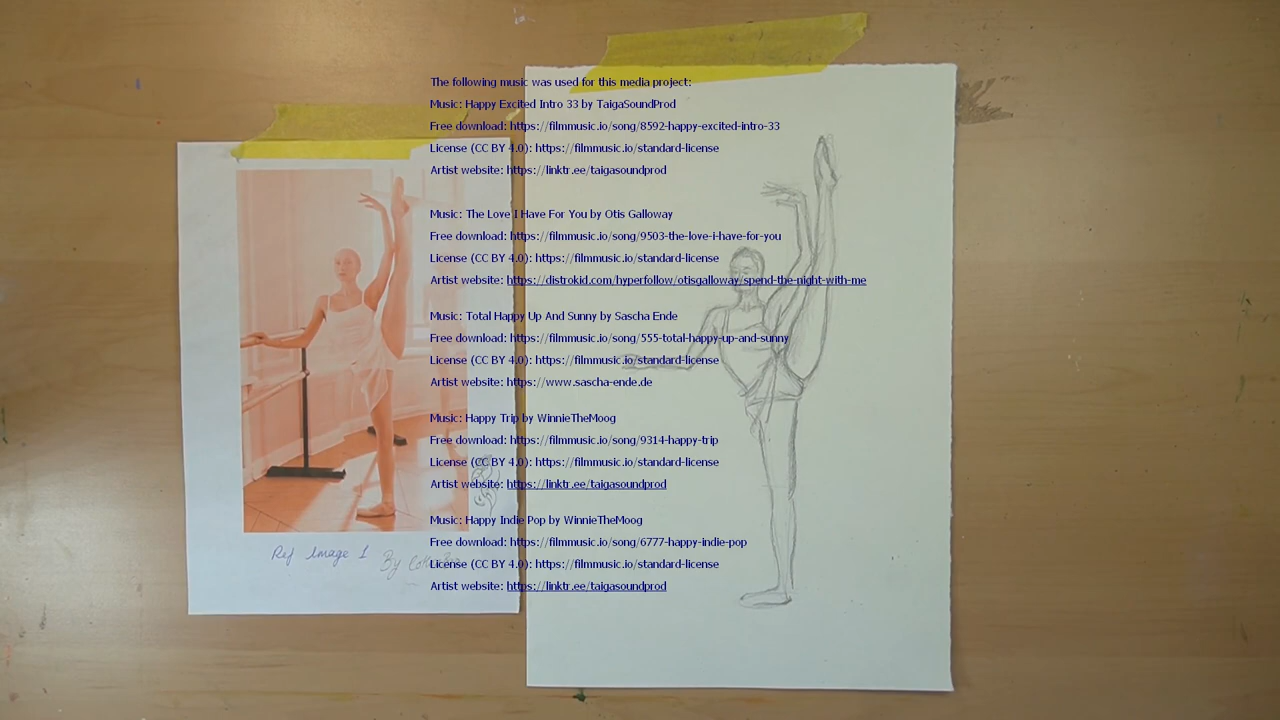 The following music was used for this media project:
Music: Happy Excited Intro 33 by TaigaSoundProd
Free download: https://filmmusic.io/song/8592-happy-excited-intro-33
License (CC BY 4.0): https://filmmusic.io/standard-license
Artist website: https://linktr.ee/taigasoundprod
Music: The Love I Have For You by Otis Galloway
Free download: https://filmmusic.io/song/9503-the-love-i-have-for-you
License (CC BY 4.0): https://filmmusic.io/standard-license
Artist website: https://distrokid.com/hyperfollow/otisgalloway/spend-the-night-with-me
Music: Total Happy Up And Sunny by Sascha Ende
Free download: https://filmmusic.io/song/555-total-happy-up-and-sunny
License (CC BY 4.0): https://filmmusic.io/standard-license
Artist website: https://www.sascha-ende.de
Music: Happy Trip by WinnieTheMoog
Free download: https://filmmusic.io/song/9314-happy-trip
License (CC BY 4.0): https://filmmusic.io/standard-license
Artist website: https://linktr.ee/taigasoundprod
Music: Happy Indie Pop by WinnieTheMoog
Free download: https://filmmusic.io/song/6777-happy-indie-pop
License (CC BY 4.0): https://filmmusic.io/standard-license
Artist website: https://linktr.ee/taigasoundprod
Ref Image 1 By